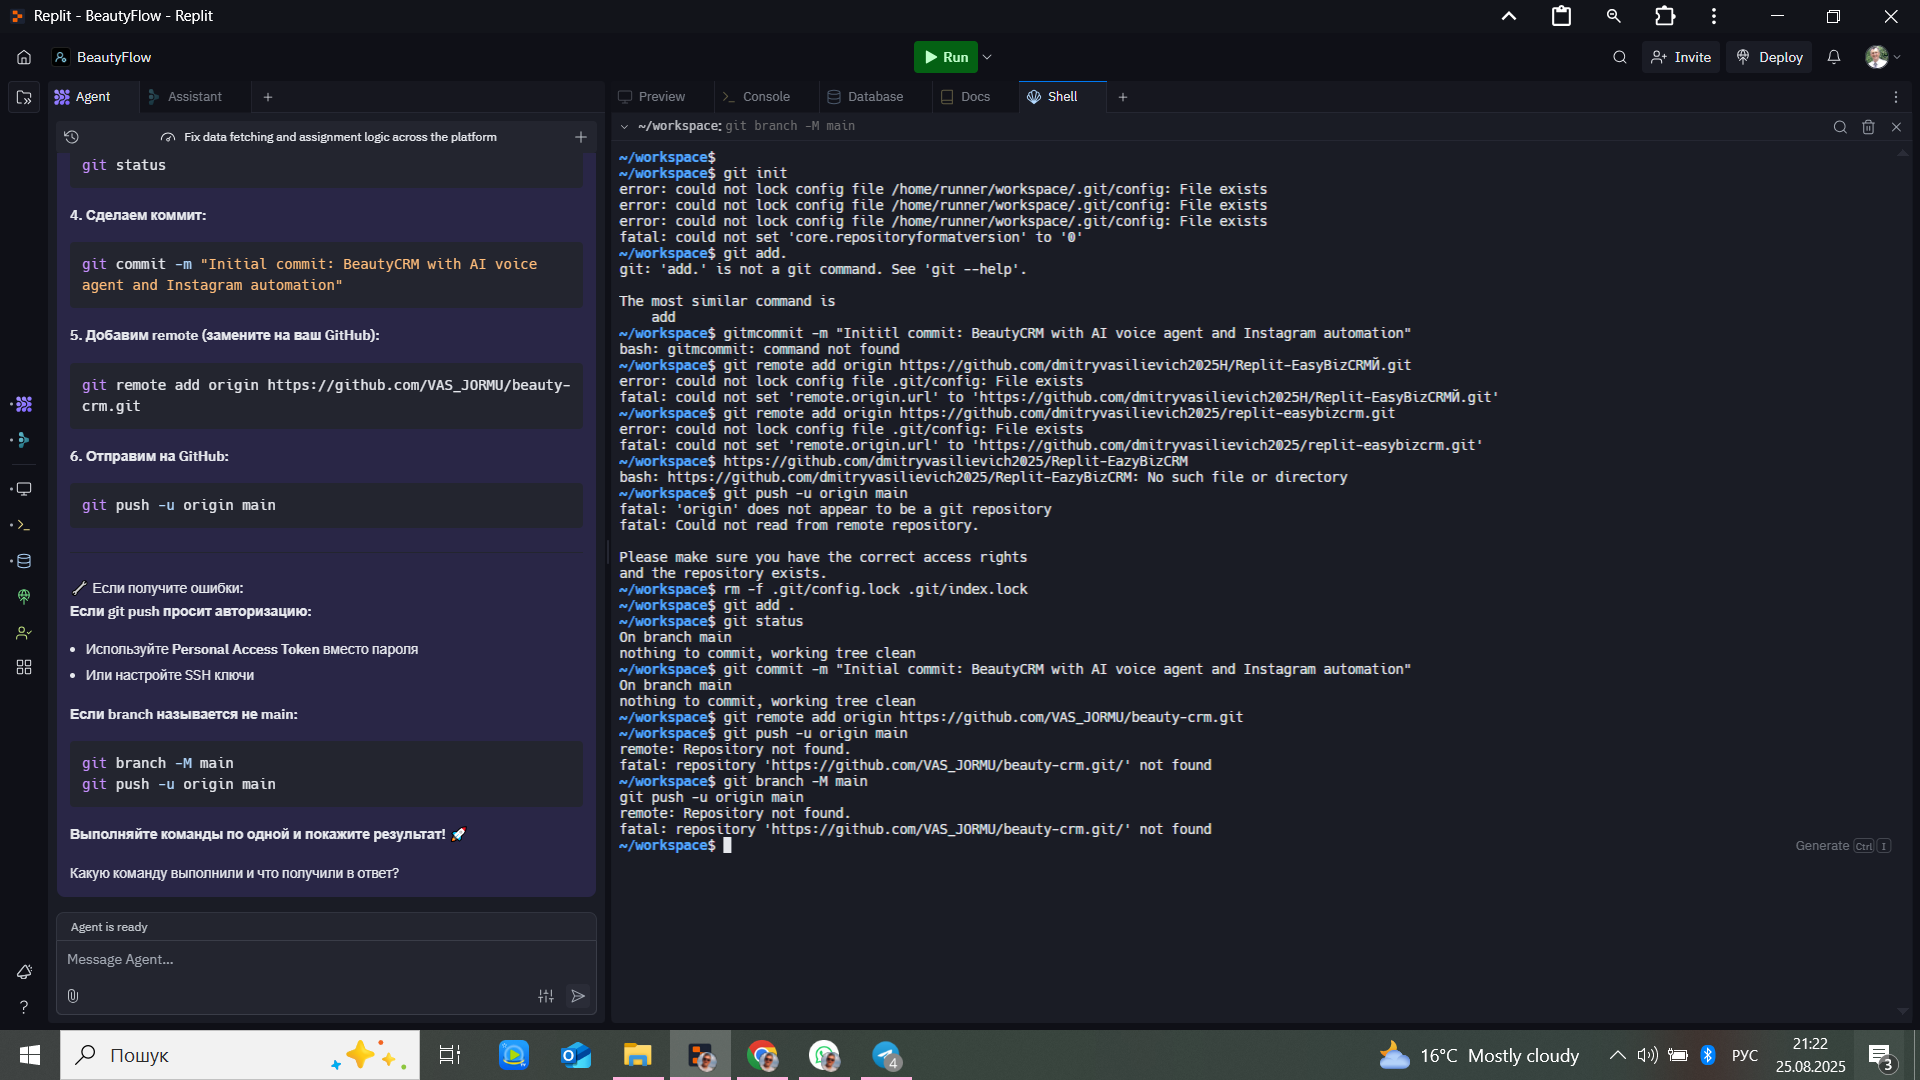 Replit - BeautyFlow - Replit
BeautyFlow
Run
Invite
Deploy
Agent
Assistant
Preview
Console
Database
Docs
Shell
Fix data fetching and assignment logic across the platform
git status
4. Сделаем коммит:
git commit -m "Initial commit: BeautyCRM with AI voice
agent and Instagram automation"
5. Добавим remote (замените на ваш GitHub):
git remote add origin https://github.com/VAS_JORMU/beauty-
crm.git
6. Отправим на GitHub:
git push -u origin main
Если получите ошибки:
Если git push просит авторизацию:
• Используйте Personal Access Token вместо пароля
• Или настройте SSH ключи
Если branch называется не main:
git branch -M main
git push -u origin main
Выполняйте команды по одной и покажите результат! 🚀
Какую команду выполнили и что получили в ответ?
Agent is ready
Message Agent...
~/workspace: git branch -M main
~/workspace$
~/workspace$ git init
error: could not lock config file /home/runner/workspace/.git/config: File exists
error: could not lock config file /home/runner/workspace/.git/config: File exists
error: could not lock config file /home/runner/workspace/.git/config: File exists
fatal: could not set 'core.repositoryformatversion' to '0'
~/workspace$ git add.
git: 'add.' is not a git command. See 'git --help'.
The most similar command is
add
~/workspace$ gitmcommit -m "Inititl commit: BeautyCRM with AI voice agent and Instagram automation"
bash: gitmcommit: command not found
~/workspace$ git remote add origin https://github.com/dmitryvasilievich2025H/Replit-EasyBizCRMЙ.git
error: could not lock config file .git/config: File exists
fatal: could not set 'remote.origin.url' to 'https://github.com/dmitryvasilievich2025H/Replit-EasyBizCRMЙ.git'
~/workspace$ git remote add origin https://github.com/dmitryvasilievich2025/replit-easybizcrm.git
error: could not lock config file .git/config: File exists
fatal: could not set 'remote.origin.url' to 'https://github.com/dmitryvasilievich2025/replit-easybizcrm.git'
~/workspace$ https://github.com/dmitryvasilievich2025/Replit-EazyBizCRM
bash: https://github.com/dmitryvasilievich2025/Replit-EazyBizCRM: No such file or directory
~/workspace$ git push -u origin main
fatal: 'origin' does not appear to be a git repository
fatal: Could not read from remote repository.
Please make sure you have the correct access rights
and the repository exists.
~/workspace$ rm -f .git/config.lock .git/index.lock
~/workspace$ git add .
~/workspace$ git status
On branch main
nothing to commit, working tree clean
~/workspace$ git commit -m "Initial commit: BeautyCRM with AI voice agent and Instagram automation"
On branch main
nothing to commit, working tree clean
~/workspace$ git remote add origin https://github.com/VAS_JORMU/beauty-crm.git
~/workspace$ git push -u origin main
remote: Repository not found.
fatal: repository 'https://github.com/VAS_JORMU/beauty-crm.git/' not found
~/workspace$ git branch -M main
git push -u origin main
remote: Repository not found.
fatal: repository 'https://github.com/VAS_JORMU/beauty-crm.git/' not found
~/workspace$
Generate Ctrl I
Пошук
4
16°C Mostly cloudy
РУС
21:22
25.08.2025
3